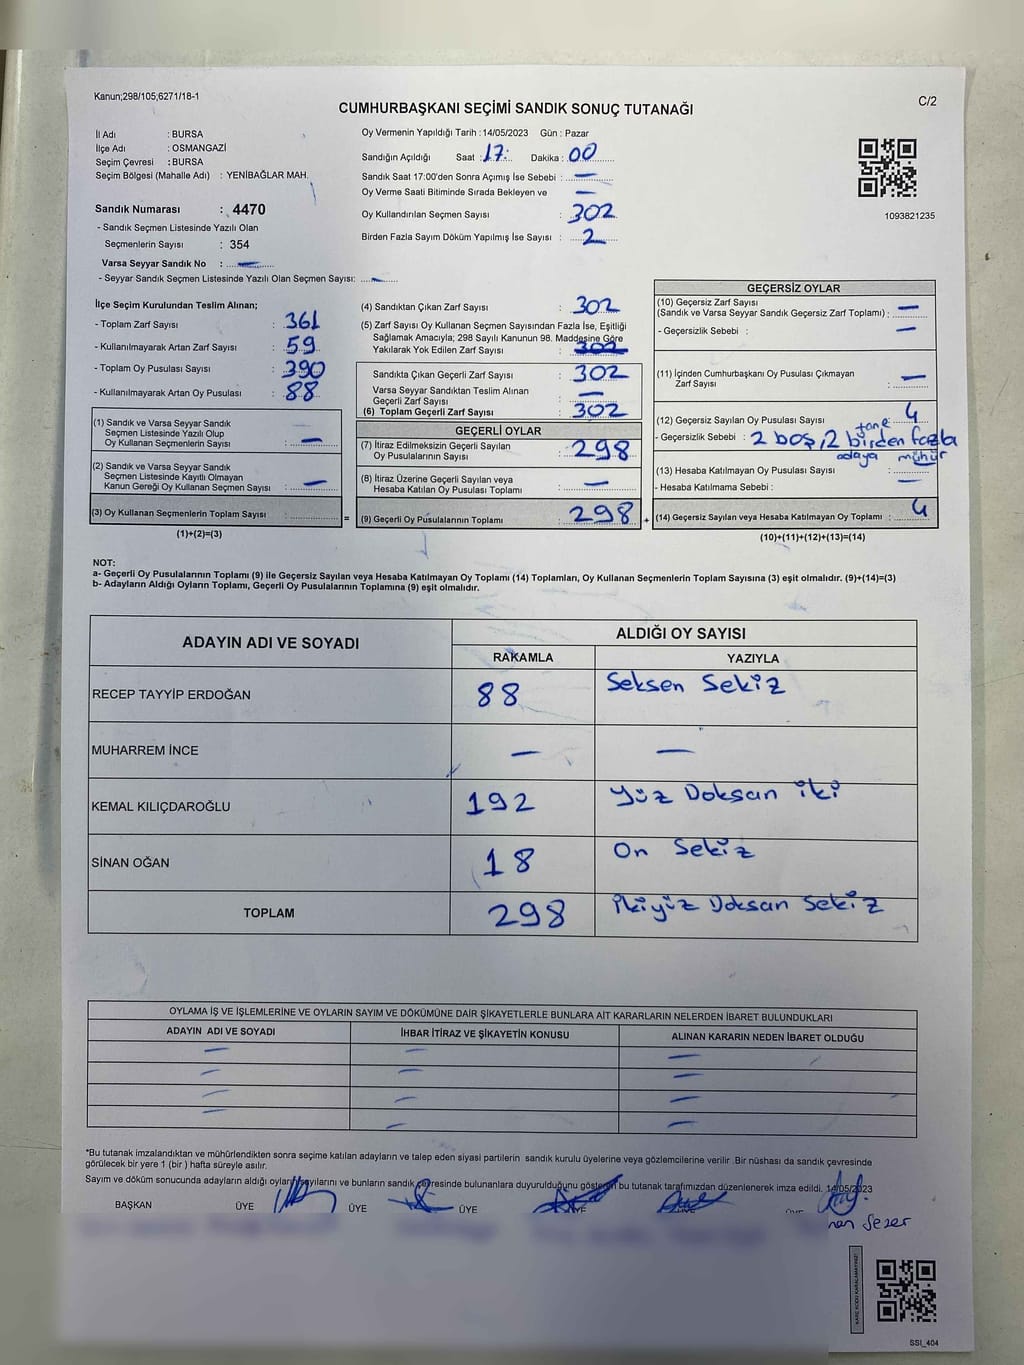 Kanun;298/105;6271/18-1
C/2
CUMHURBAŞKANI SEÇİMİ SANDIK SONUÇ TUTANAĞI
İl Adı : BURSA
İlçe Adı : OSMANGAZİ
Seçim Çevresi : BURSA
Seçim Bölgesi (Mahalle Adı) : YENİBAĞLAR MAH.
Sandık Numarası : 4470
- Sandık Seçmen Listesinde Yazılı Olan
Seçmenlerin Sayısı : 354
Varsa Seyyar Sandık No : —
- Seyyar Sandık Seçmen Listesinde Yazılı Olan Seçmen Sayısı: —
Oy Vermenin Yapıldığı Tarih : 14/05/2023 Gün : Pazar
Sandığın Açıldığı Saat : 17: Dakika : 00
Sandık Saat 17:00'den Sonra Açımış İse Sebebi : —
Oy Verme Saati Bitiminde Sırada Bekleyen ve —
Oy Kullandırılan Seçmen Sayısı : 302
Birden Fazla Sayım Döküm Yapılmış İse Sayısı : 2
1093821235
İlçe Seçim Kurulundan Teslim Alınan;
- Toplam Zarf Sayısı : 361
- Kullanılmayarak Artan Zarf Sayısı : 59
- Toplam Oy Pusulası Sayısı : 390
- Kullanılmayarak Artan Oy Pusulası : 88
(1) Sandık ve Varsa Seyyar Sandık
Seçmen Listesinde Yazılı Olup
Oy Kullanan Seçmenlerin Sayısı : —
(2) Sandık ve Varsa Seyyar Sandık
Seçmen Listesinde Kayıtlı Olmayan
Kanun Gereği Oy Kullanan Seçmen Sayısı : —
(3) Oy Kullanan Seçmenlerin Toplam Sayısı :
(1)+(2)=(3)
(4) Sandıktan Çıkan Zarf Sayısı : 302
(5) Zarf Sayısı Oy Kullanan Seçmen Sayısından Fazla İse, Eşitliği
Sağlamak Amacıyla; 298 Sayılı Kanunun 98. Maddesine Göre
Yakılarak Yok Edilen Zarf Sayısı : 302
Sandıkta Çıkan Geçerli Zarf Sayısı : 302
Varsa Seyyar Sandıktan Teslim Alınan
Geçerli Zarf Sayısı : —
(6) Toplam Geçerli Zarf Sayısı : 302
GEÇERLİ OYLAR
(7) İtiraz Edilmeksizin Geçerli Sayılan
Oy Pusulalarının Sayısı : 298
(8) İtiraz Üzerine Geçerli Sayılan veya
Hesaba Katılan Oy Pusulası Toplamı : —
= (9) Geçerli Oy Pusulalarının Toplamı : 298 +
GEÇERSİZ OYLAR
(10) Geçersiz Zarf Sayısı
(Sandık ve Varsa Seyyar Sandık Geçersiz Zarf Toplamı) : —
- Geçersizlik Sebebi : —
(11) İçinden Cumhurbaşkanı Oy Pusulası Çıkmayan
Zarf Sayısı : —
(12) Geçersiz Sayılan Oy Pusulası Sayısı : 4
- Geçersizlik Sebebi : 2 boş, 2 tane birden fazla
adaya mühür
(13) Hesaba Katılmayan Oy Pusulası Sayısı :
- Hesaba Katılmama Sebebi : —
(14) Geçersiz Sayılan veya Hesaba Katılmayan Oy Toplamı : 4
(10)+(11)+(12)+(13)=(14)
NOT:
a- Geçerli Oy Pusulalarının Toplamı (9) ile Geçersiz Sayılan veya Hesaba Katılmayan Oy Toplamı (14) Toplamları, Oy Kullanan Seçmenlerin Toplam Sayısına (3) eşit olmalıdır. (9)+(14)=(3)
b- Adayların Aldığı Oyların Toplamı, Geçerli Oy Pusulalarının Toplamına (9) eşit olmalıdır.
ADAYIN ADI VE SOYADI ALDIĞI OY SAYISI
RAKAMLA YAZIYLA
RECEP TAYYİP ERDOĞAN 88 Seksen Sekiz
MUHARREM İNCE — —
KEMAL KILIÇDAROĞLU 192 Yüz Doksan iki
SİNAN OĞAN 18 On Sekiz
TOPLAM 298 İkiyüz Doksan Sekiz
OYLAMA İŞ VE İŞLEMLERİNE VE OYLARIN SAYIM VE DÖKÜMÜNE DAİR ŞİKAYETLERLE BUNLARA AİT KARARLARIN NELERDEN İBARET BULUNDUKLARI
ADAYIN ADI VE SOYADI İHBAR İTİRAZ VE ŞİKAYETİN KONUSU ALINAN KARARIN NEDEN İBARET OLDUĞU
— — —
— — —
— — —
— — —
*Bu tutanak imzalandıktan ve mühürlendikten sonra seçime katılan adayların ve talep eden siyasi partilerin sandık kurulu üyelerine veya gözlemcilerine verilir .Bir nüshası da sandık çevresinde
görülecek bir yere 1 (bir ) hafta süreyle asılır.
Sayım ve döküm sonucunda adayların aldığı oyların sayılarını ve bunların sandık çevresinde bulunanlara duyurulduğunu gösteren bu tutanak tarafımızdan düzenlenerek imza edildi. 14/05/2023
BAŞKAN ÜYE ÜYE ÜYE ÜYE
Sezer
KARE KODU KARALAMAYINIZ!
SSİ_404